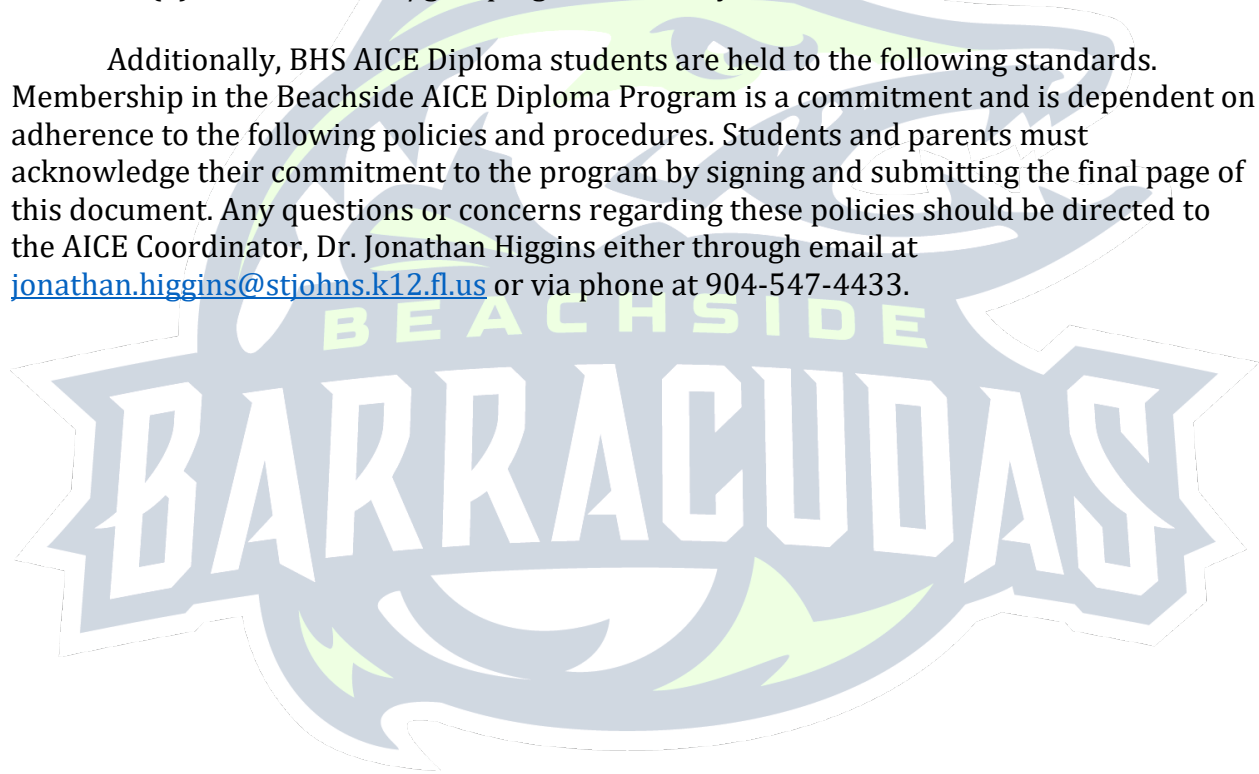 Additionally, BHS AICE Diploma students are held to the following standards.
Membership in the Beachside AICE Diploma Program is a commitment and is dependent on
adherence to the following policies and procedures. Students and parents must
acknowledge their commitment to the program by signing and submitting the final page of
this document. Any questions or concerns regarding these policies should be directed to
the AICE Coordinator, Dr. Jonathan Higgins either through email at
jonathan.higgins@stjohns.k12.fl.us or via phone at 904-547-4433.
BEACHSIDE
BARRACUDAS